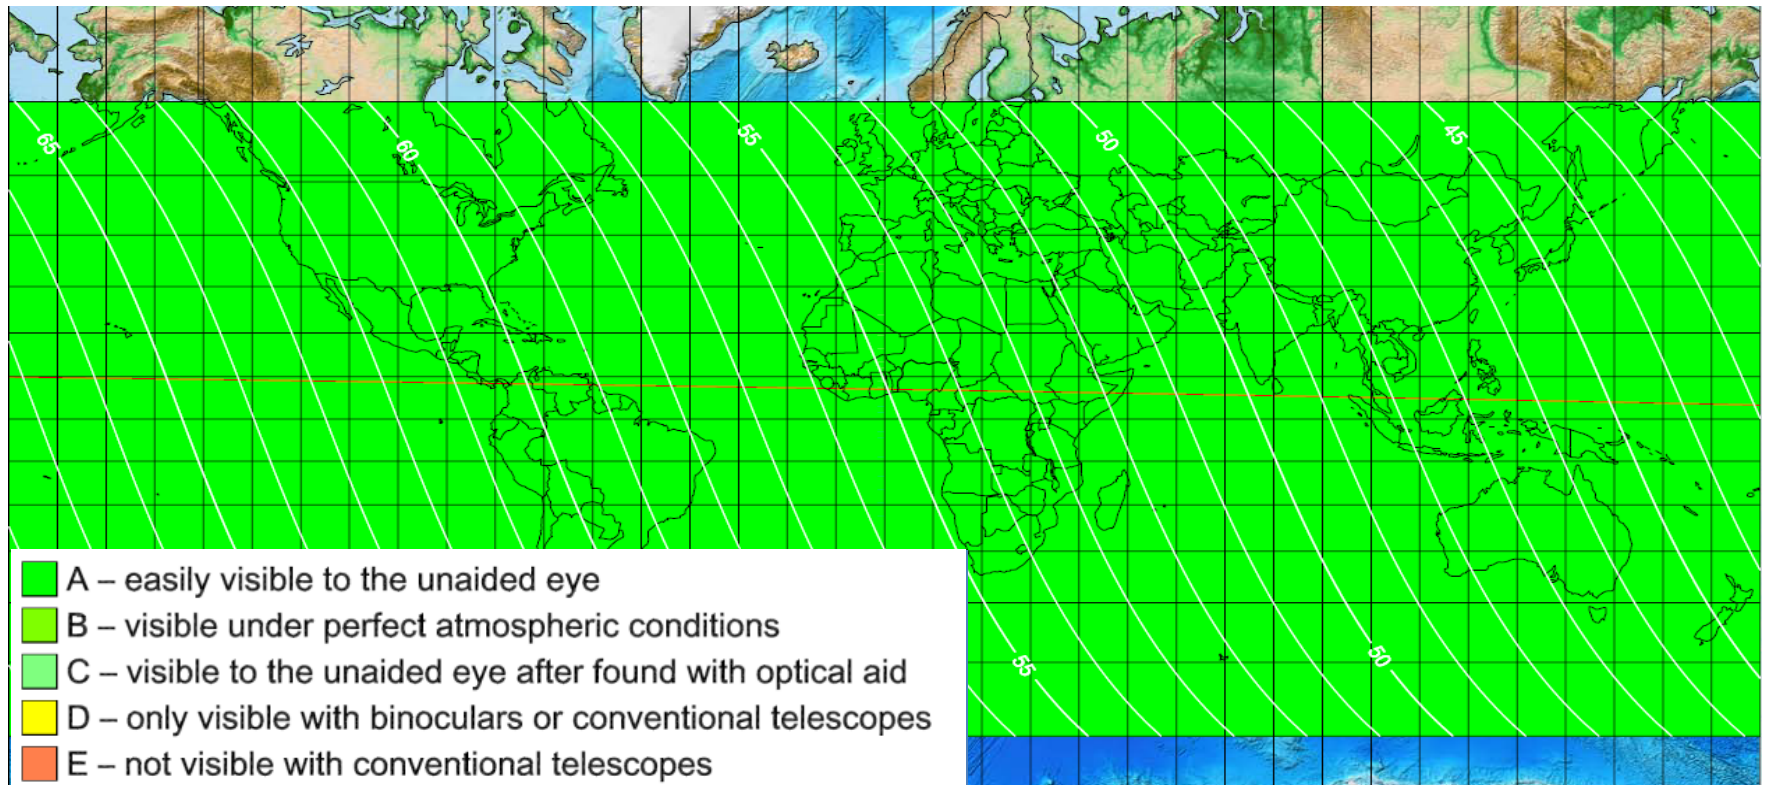 65
60
55
50
45
55
50
A – easily visible to the unaided eye
B – visible under perfect atmospheric conditions
C – visible to the unaided eye after found with optical aid
D – only visible with binoculars or conventional telescopes
E – not visible with conventional telescopes